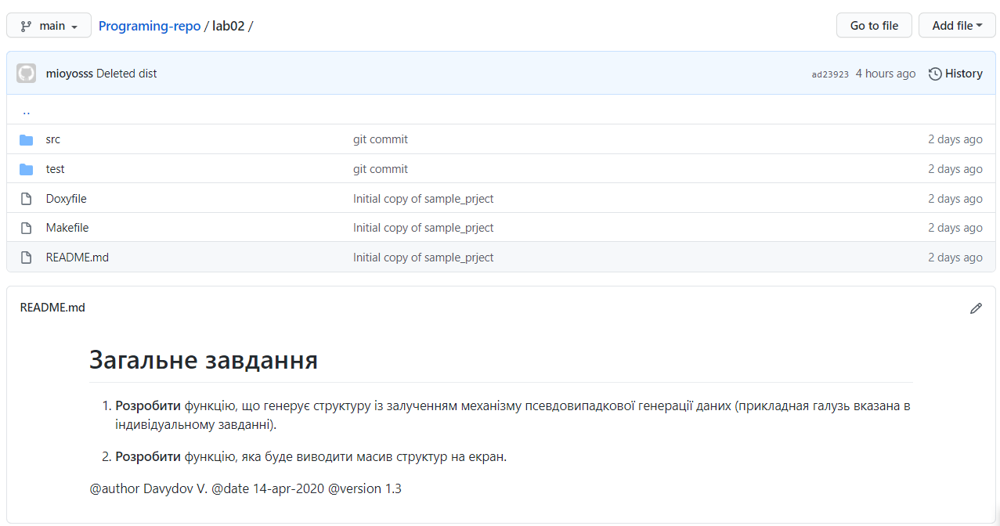 main
Programing-repo / lab02 /
Go to file
Add file
mioyosss Deleted dist
ad23923 4 hours ago
History
..
src git commit 2 days ago
test git commit 2 days ago
Doxyfile Initial copy of sample_prject 2 days ago
Makefile Initial copy of sample_prject 2 days ago
README.md Initial copy of sample_prject 2 days ago
README.md
Загальне завдання
1. Розробити функцію, що генерує структуру із залученням механізму псевдовипадкової генерації даних (прикладная галузь вказана в
індивідуальному завданні).
2. Розробити функцію, яка буде виводити масив структур на екран.
@author Davydov V. @date 14-apr-2020 @version 1.3